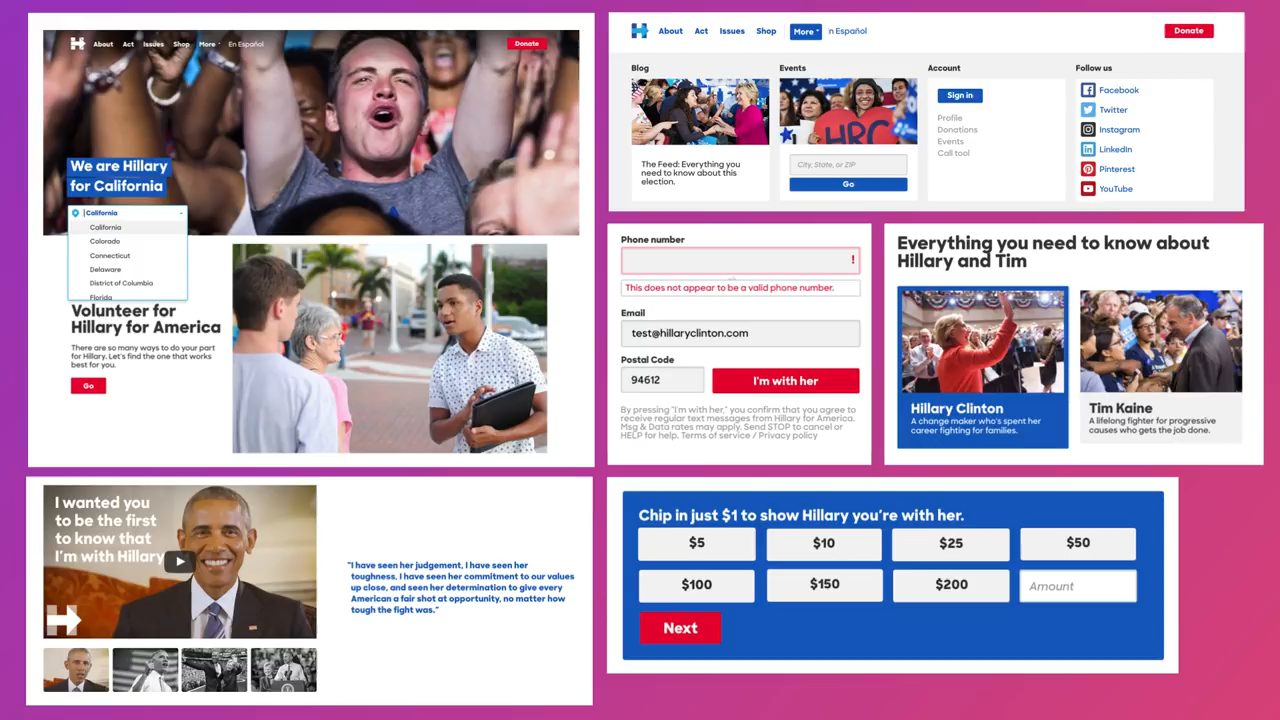 About Act Issues Shop More En Español Donate
We are Hillary
for California
California
California
Colorado
Connecticut
Delaware
District of Columbia
Florida
Volunteer for
Hillary for America
There are so many ways to do your part
for Hillary. Let's find the one that works
best for you.
Go
About Act Issues Shop More n Español Donate
Blog
The Feed: Everything you
need to know about this
election.
Events
HRC
City, State, or ZIP
Go
Account
Sign in
Profile
Donations
Events
Call tool
Follow us
Facebook
Twitter
Instagram
LinkedIn
Pinterest
YouTube
Phone number
!
This does not appear to be a valid phone number.
Email
test@hillaryclinton.com
Postal Code
94612
I'm with her
By pressing "I'm with her," you confirm that you agree to
receive regular text messages from Hillary for America.
Msg & Data rates may apply. Send STOP to cancel or
HELP for help. Terms of service / Privacy policy
Everything you need to know about
Hillary and Tim
Hillary Clinton
A change maker who's spent her
career fighting for families.
Tim Kaine
A lifelong fighter for progressive
causes who gets the job done.
I wanted you
to be the first
to know that
I'm with Hillary
"I have seen her judgement, I have seen her
toughness, I have seen her commitment to our values
up close, and seen her determination to give every
American a fair shot at opportunity, no matter how
tough the fight was."
Chip in just $1 to show Hillary you're with her.
$5 $10 $25 $50
$100 $150 $200 Amount
Next